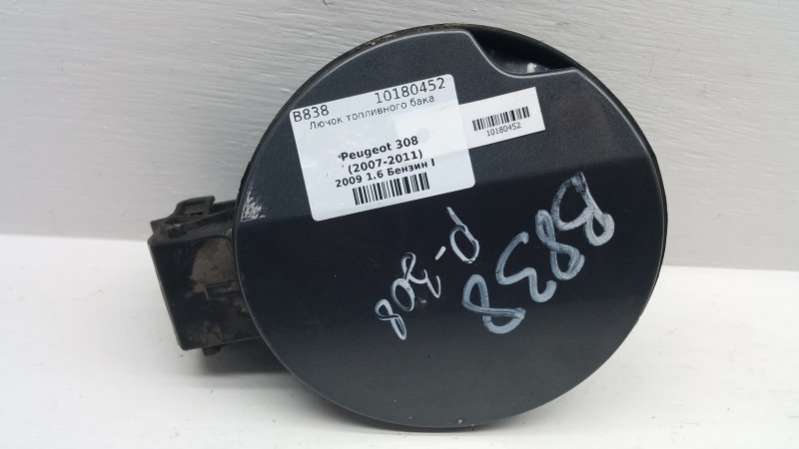 B838 10180452
Лючок топливного бака
Peugeot 308
(2007-2011)
2009 1.6 Бензин I
10180452
P-308
B838